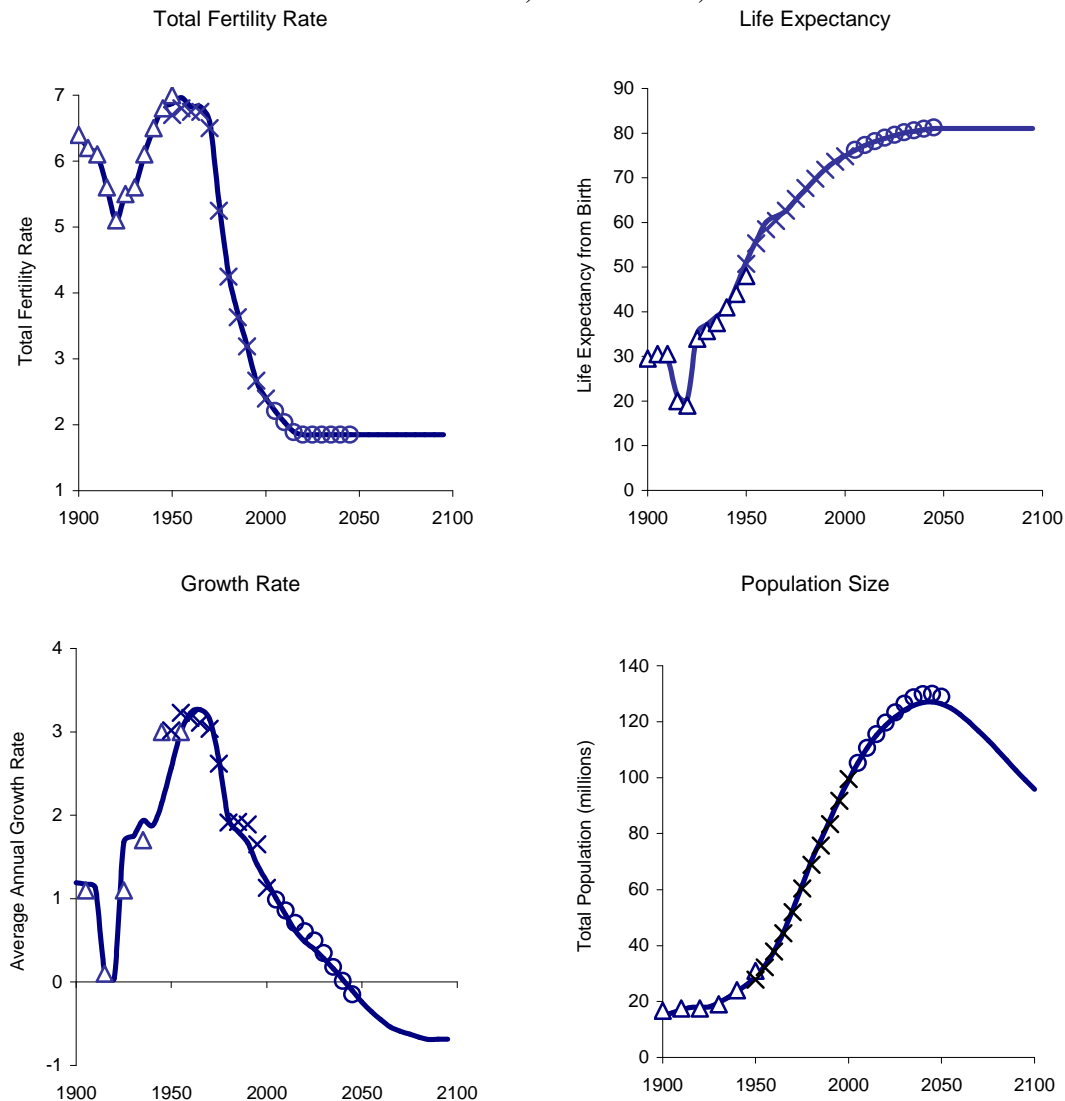 Total Fertility Rate
Life Expectancy
Total Fertility Rate
7
6
5
4
3
2
1
1900 1950 2000 2050 2100
Life Expectancy from Birth
90
80
70
60
50
40
30
20
10
0
1900 1950 2000 2050 2100
Growth Rate
Population Size
Average Annual Growth Rate
4
3
2
1
0
-1
1900 1950 2000 2050 2100
Total Population (millions)
140
120
100
80
60
40
20
0
1900 1950 2000 2050 2100